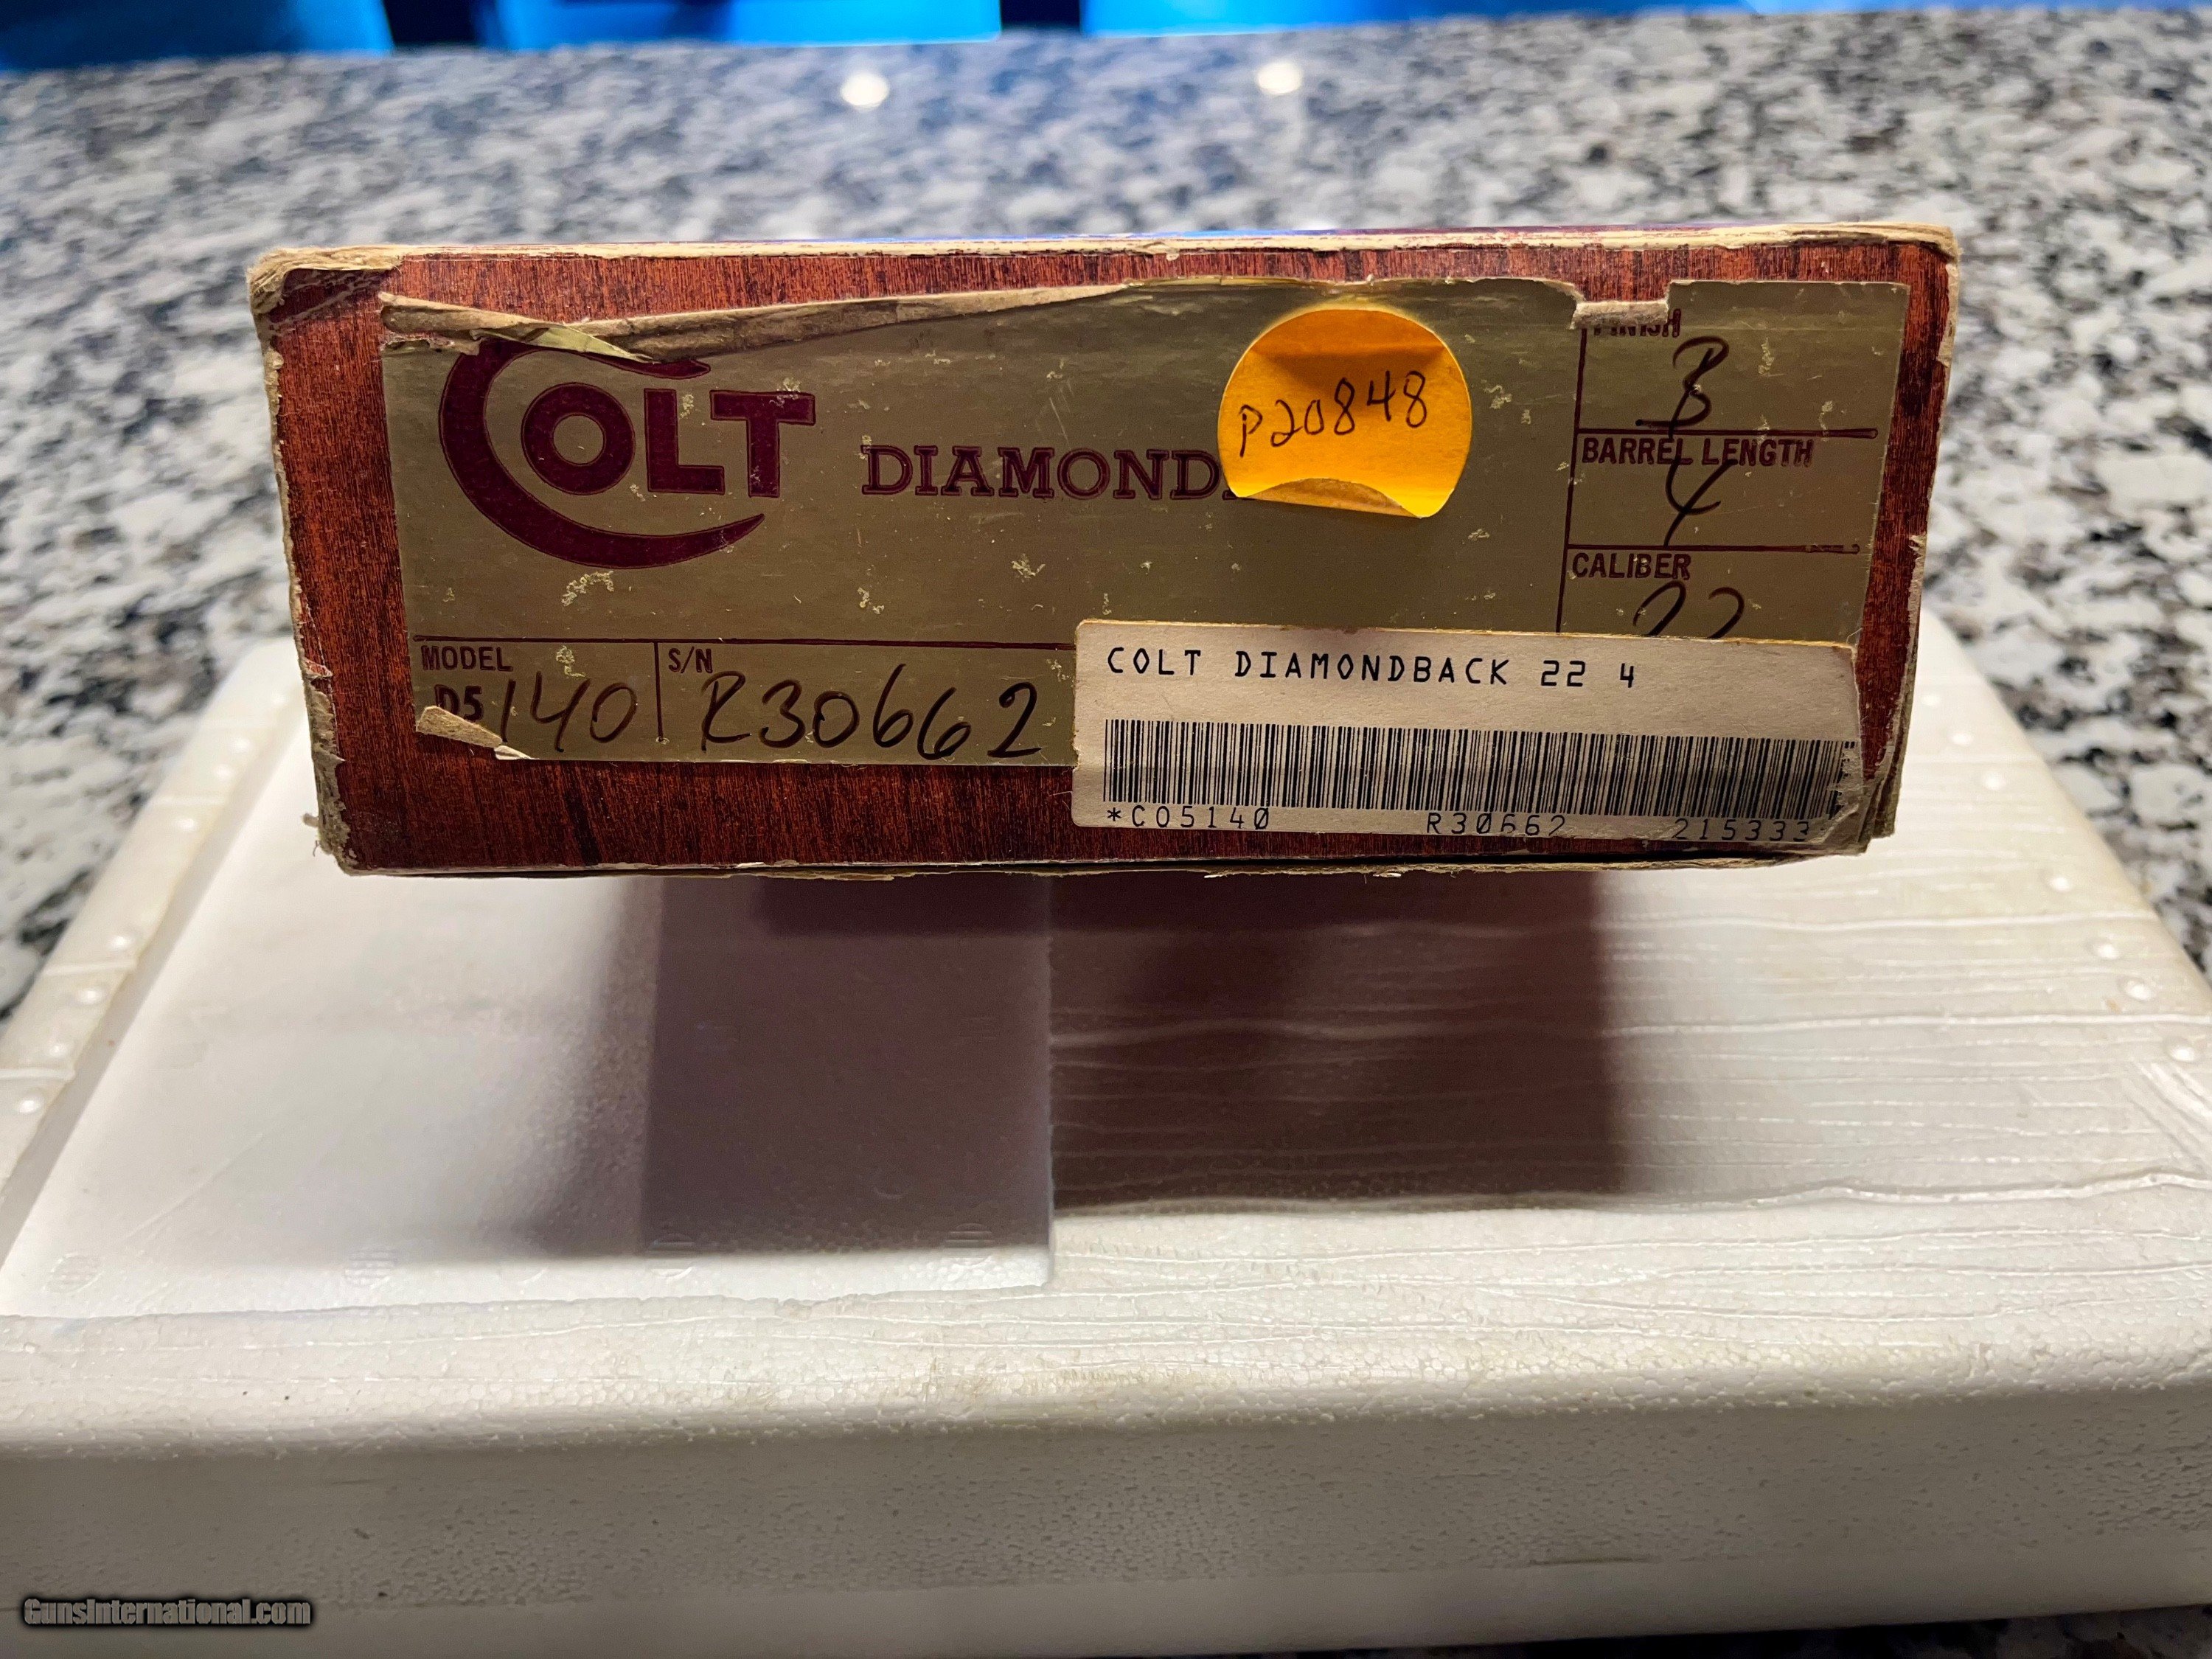 COLT
DIAMOND
P20848
FINISH
B
BARREL LENGTH
4
CALIBER
22
MODEL
D5140
S/N
R30662
COLT DIAMONDBACK 22 4
*C05140 R30662 215333
GunsInternational.com